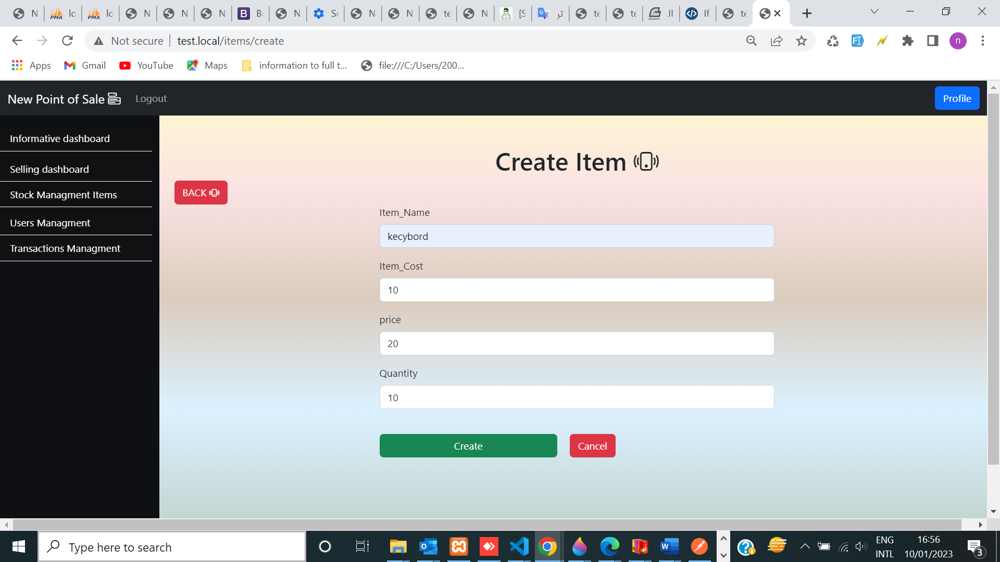 N lo lo N N N B N Se N N te N [S تر te te JI If te
Not secure test.local/items/create
Apps Gmail YouTube Maps information to full t... file:///C:/Users/200...
n
New Point of Sale Logout Profile
Informative dashboard
Selling dashboard
Stock Managment Items
Users Managment
Transactions Managment
Create Item
BACK
Item_Name
kecybord
Item_Cost
10
price
20
Quantity
10
Create Cancel
Type here to search
ENG
INTL
16:56
10/01/2023
3